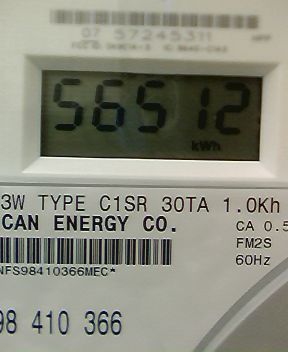 07 57245311
56512
kWh
3W TYPE C1SR 30TA 1.0Kh
CAN ENERGY CO.
CA 0.5
FM2S
60Hz
NFS98410366MEC*
98 410 366